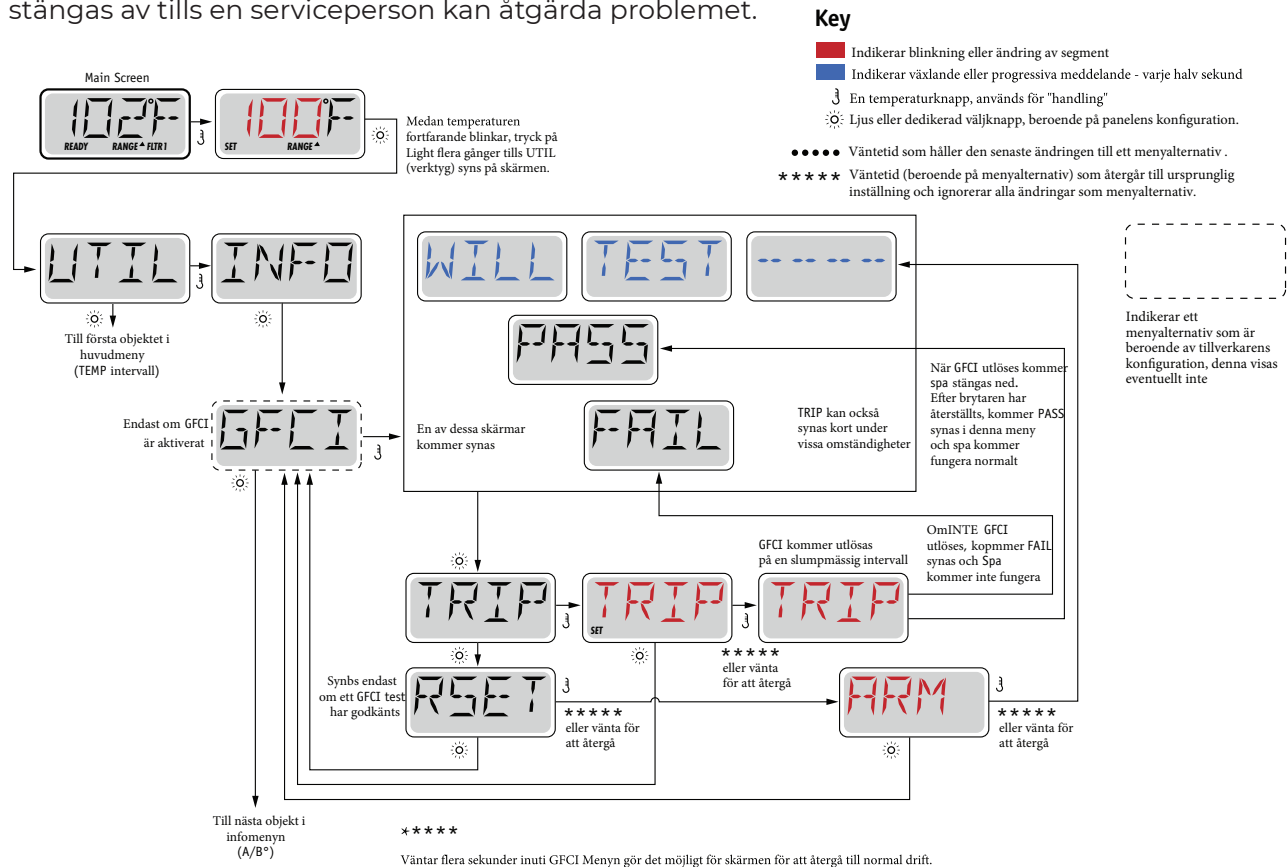 stängas av tills en serviceperson kan åtgärda problemet.
Key
Indikerar blinkning eller ändring av segment
Indikerar växlande eller progressiva meddelande - varje halv sekund
En temperaturknapp, används för "handling"
Ljus eller dedikerad väljknapp, beroende på panelens konfiguration.
••••• Väntetid som håller den senaste ändringen till ett menyalternativ .
***** Väntetid (beroende på menyalternativ) som återgår till ursprunglig
inställning och ignorerar alla ändringar som menyalternativ.
Indikerar ett
menyalternativ som är
beroende av tillverkarens
konfiguration, denna visas
eventuellt inte
Main Screen
102°F
READY RANGE FLTR1
100°F
SET RANGE
Medan temperaturen
fortfarande blinkar, tryck på
Light flera gånger tills UTIL
(verktyg) syns på skärmen.
UTIL
INFO
Till första objektet i
huvudmeny
(TEMP intervall)
Endast om GFCI
är aktiverat
GFCI
WILL
TEST
-- -- -- --
PASS
FAIL
En av dessa skärmar
kommer synas
TRIP kan också
synas kort under
vissa omständigheter
När GFCI utlöses kommer
spa stängas ned.
Efter brytaren har
återställts, kommer PASS
synas i denna meny
och spa kommer
fungera normalt
GFCI kommer utlösas
på en slumpmässig intervall
OmINTE GFCI
utlöses, kopmmer FAIL
synas och Spa
kommer inte fungera
TRIP
TRIP
SET
TRIP
*****
eller vänta
för att återgå
Synbs endast
om ett GFCI test
har godkänts
RSET
*****
eller vänta för
att återgå
ARM
*****
eller vänta för
att återgå
Till nästa objekt i
infomenyn
(A/B°)
*****
Väntar flera sekunder inuti GFCI Menyn gör det möjligt för skärmen för att återgå till normal drift.